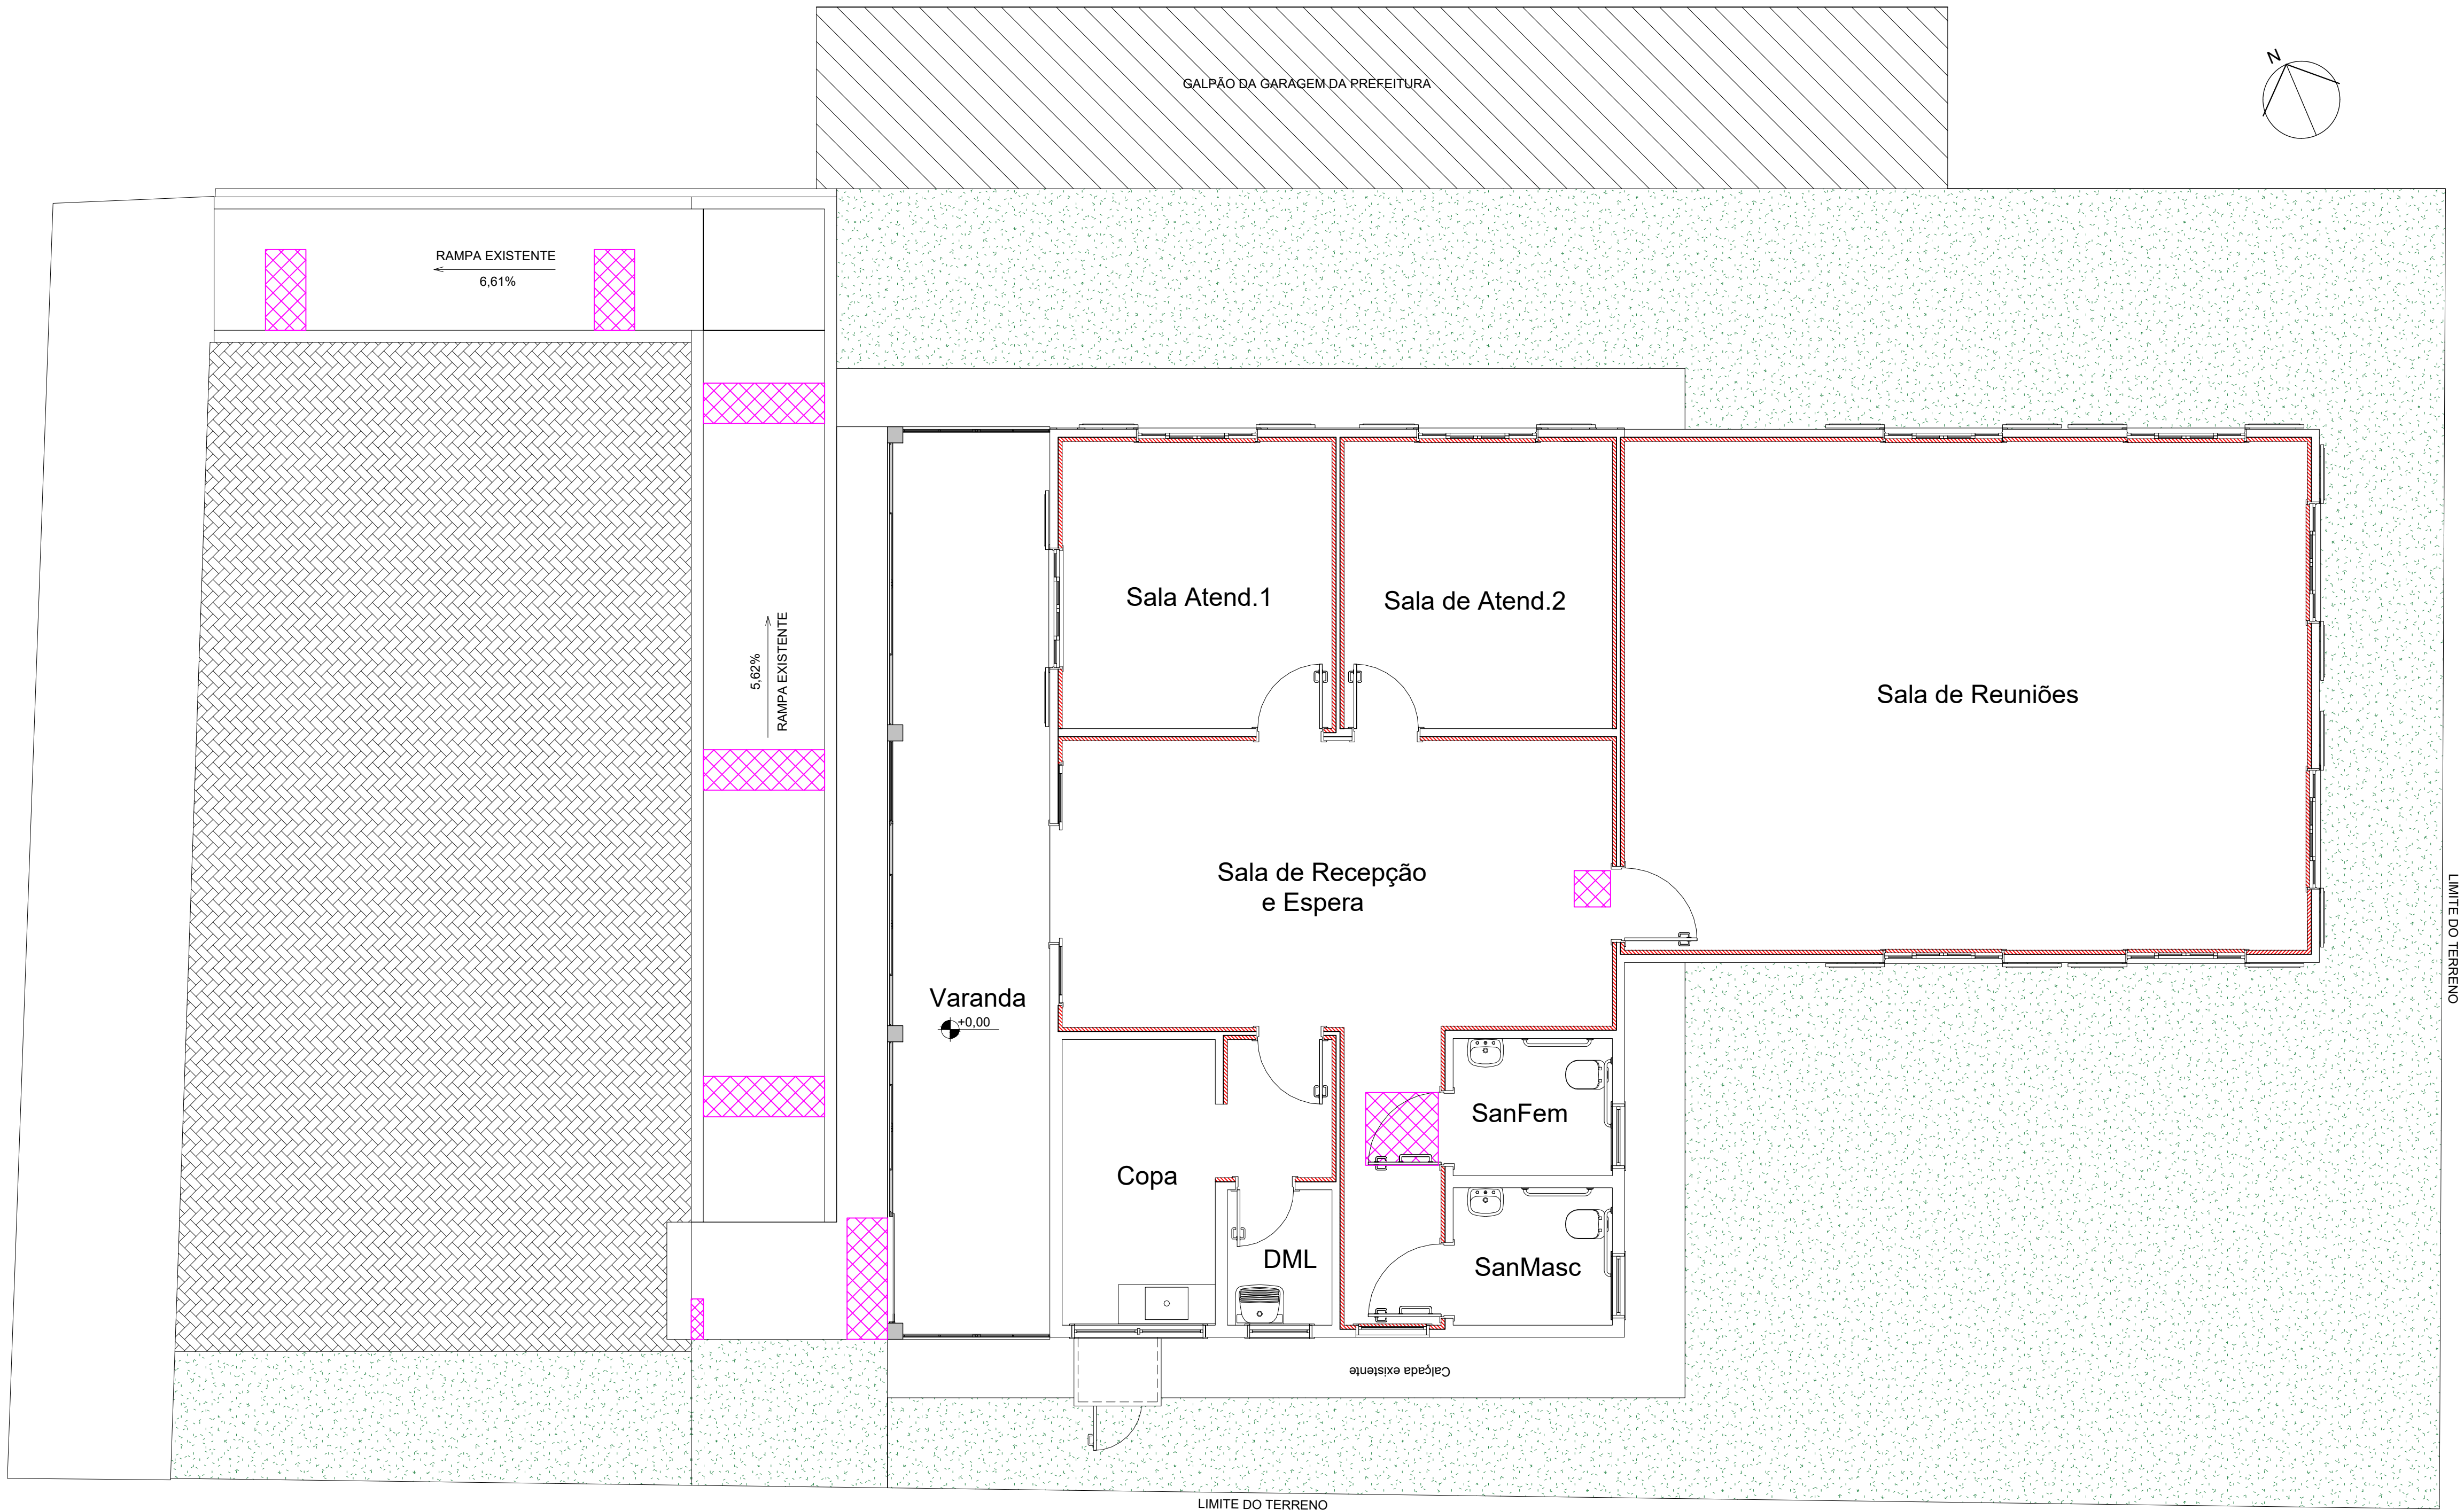 GALPÃO DA GARAGEM DA PREFEITURA
N
RAMPA EXISTENTE
6,61%
5,62%
RAMPA EXISTENTE
Sala Atend.1
Sala de Atend.2
Sala de Reuniões
Sala de Recepção
e Espera
Varanda
+0,00
SanFem
Copa
DML
SanMasc
Calçada existente
LIMITE DO TERRENO
LIMITE DO TERRENO